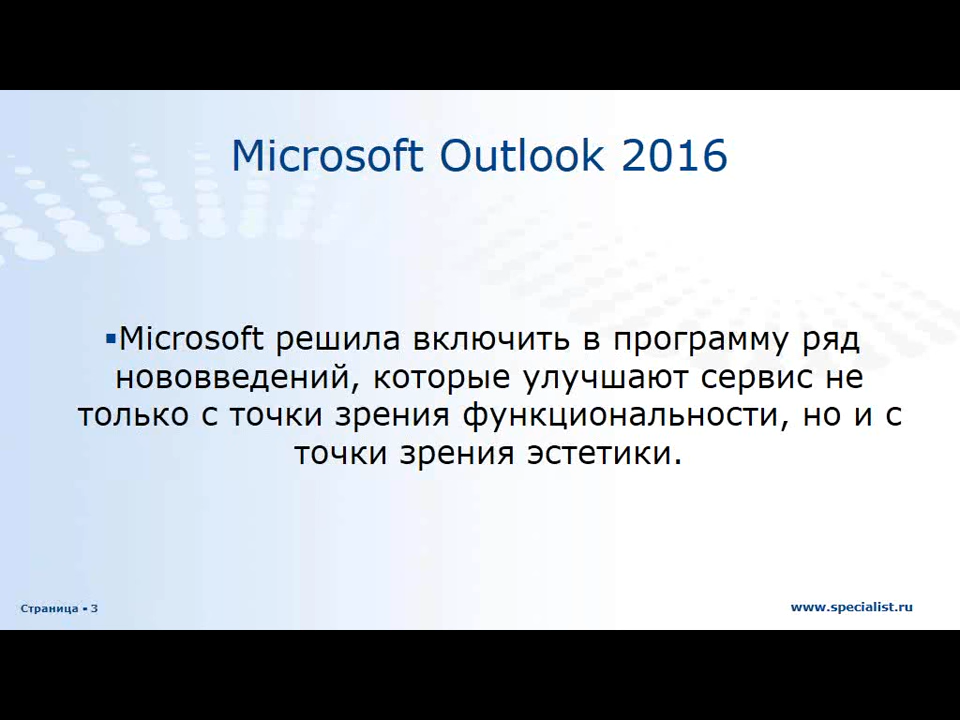 Microsoft Outlook 2016
▪Microsoft решила включить в программу ряд
нововведений, которые улучшают сервис не
только с точки зрения функциональности, но и с
точки зрения эстетики.
Страница ▪ 3
www.specialist.ru